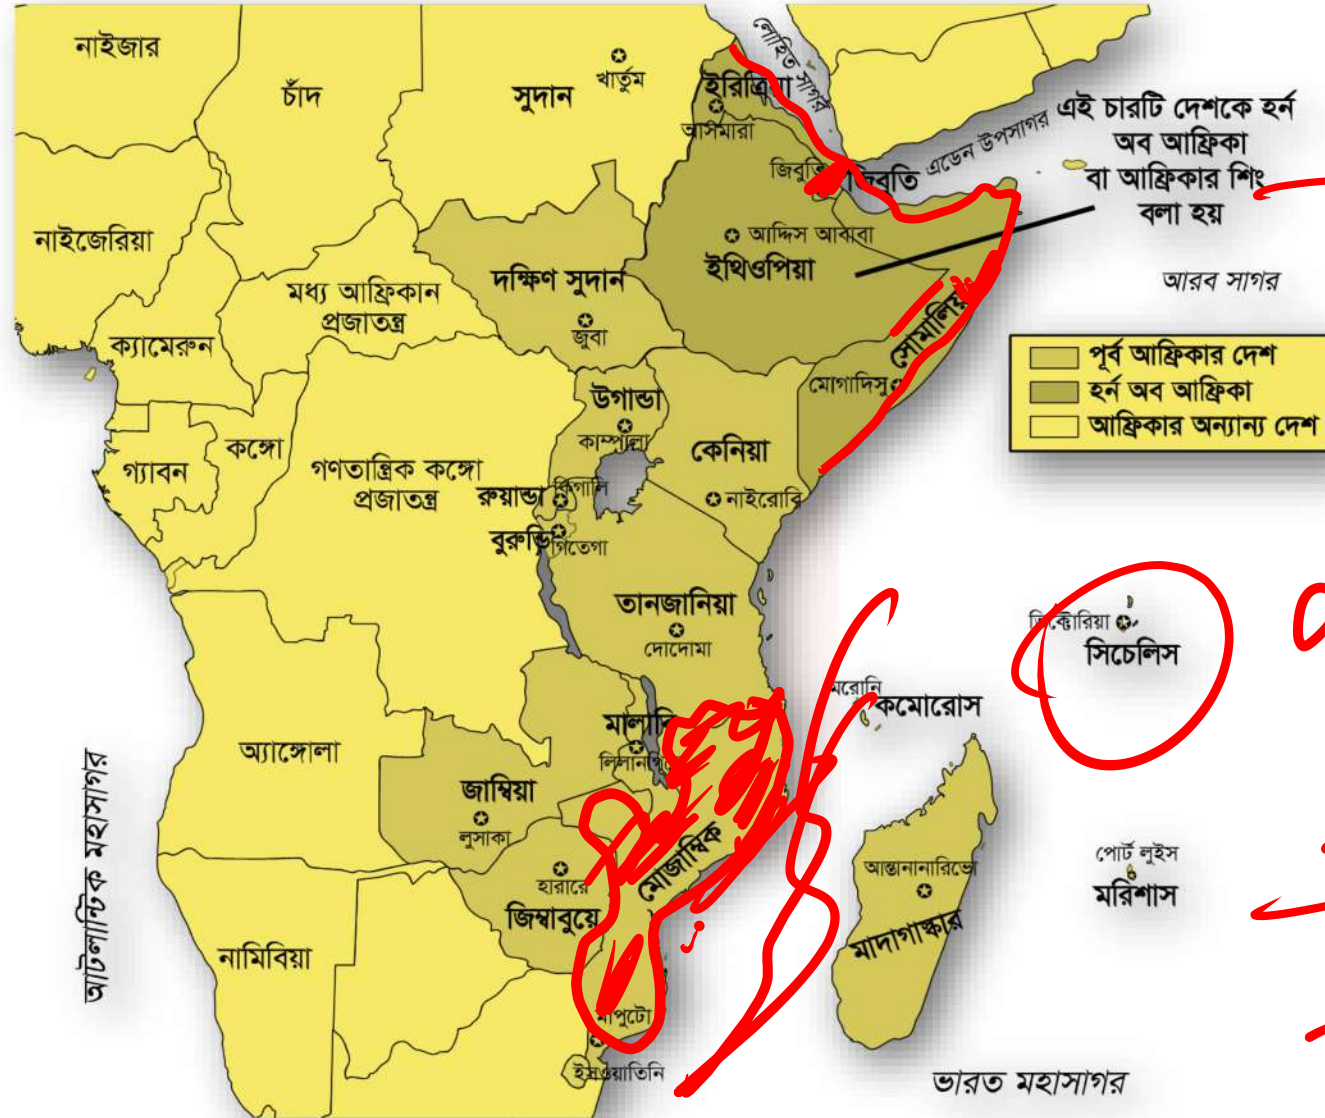 নাইজার
চাঁদ
সুদান
খার্তুম
লোহিত সাগর
ইরিত্রিয়া
আসমারা
এই চারটি দেশকে হর্ন
অব আফ্রিকা
বা আফ্রিকার শিং
বলা হয়
এডেন উপসাগর
জিবুতি
জিবুতি
নাইজেরিয়া
আদ্দিস আবাবা
ইথিওপিয়া
দক্ষিণ সুদান
জুবা
মধ্য আফ্রিকান
প্রজাতন্ত্র
আরব সাগর
ক্যামেরুন
সোমালিয়া
মোগাদিসু
পূর্ব আফ্রিকার দেশ
হর্ন অব আফ্রিকা
আফ্রিকার অন্যান্য দেশ
উগান্ডা
কাম্পালা
কেনিয়া
নাইরোবি
কঙ্গো
গ্যাবন
গণতান্ত্রিক কঙ্গো
প্রজাতন্ত্র
রুয়ান্ডা
কিগালি
বুরুন্ডি
গিতেগা
তানজানিয়া
দোদোমা
ভিক্টোরিয়া
সিচেলিস
মরোনি
কমোরোস
মালাবি
অ্যাঙ্গোলা
জাম্বিয়া
লুসাকা
আটলান্টিক মহাসাগর
হারারে
জিম্বাবুয়ে
মোজাম্বিক
আন্তানানারিভো
মাদাগাস্কার
পোর্ট লুইস
মরিশাস
নামিবিয়া
মাপুটো
ইসওয়াতিনি
ভারত মহাসাগর